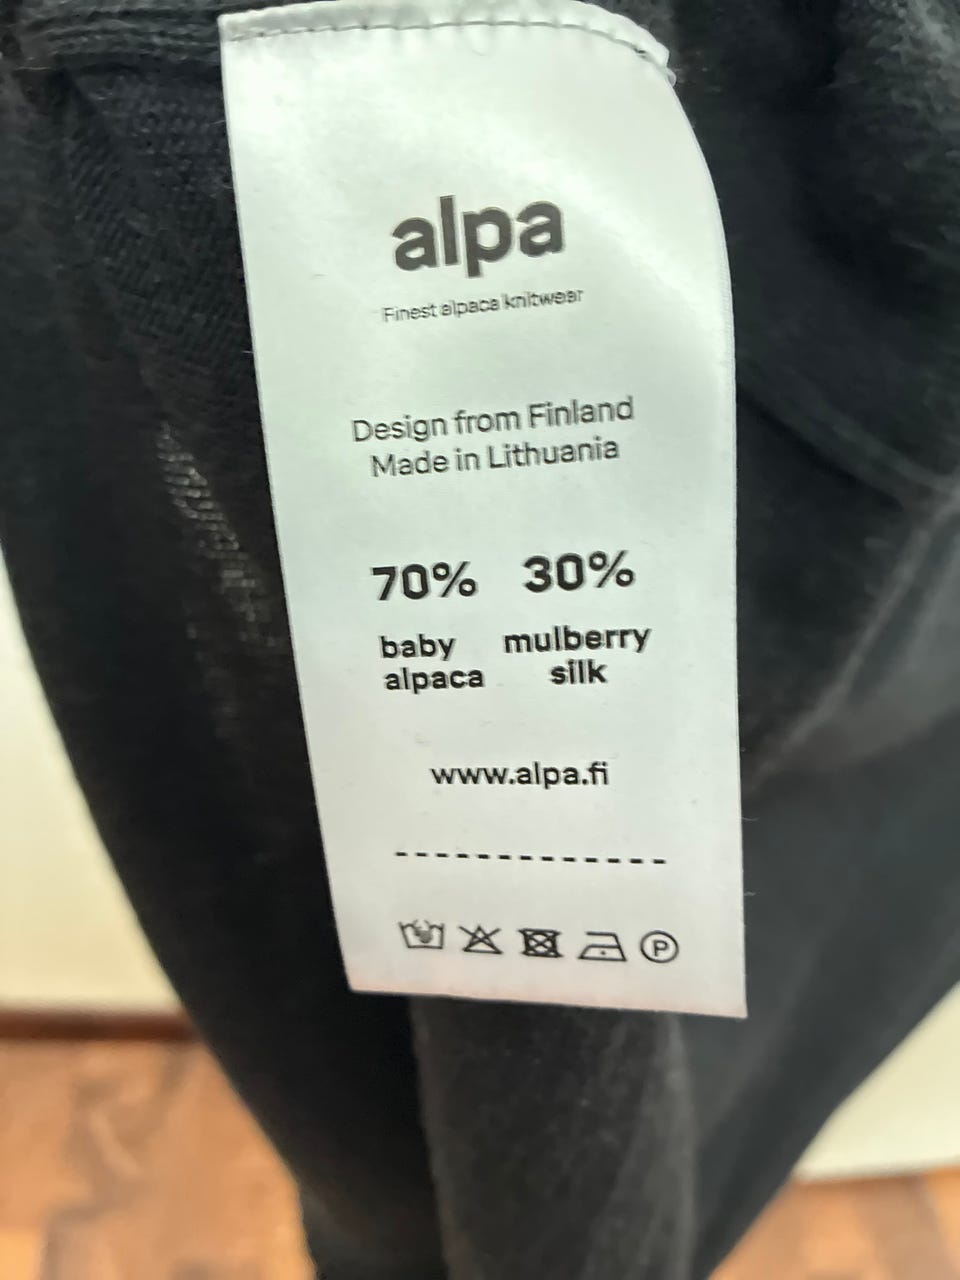 alpa
Finest alpaca knitwear
Design from Finland
Made in Lithuania
70% 30%
baby mulberry
alpaca silk
www.alpa.fi
P